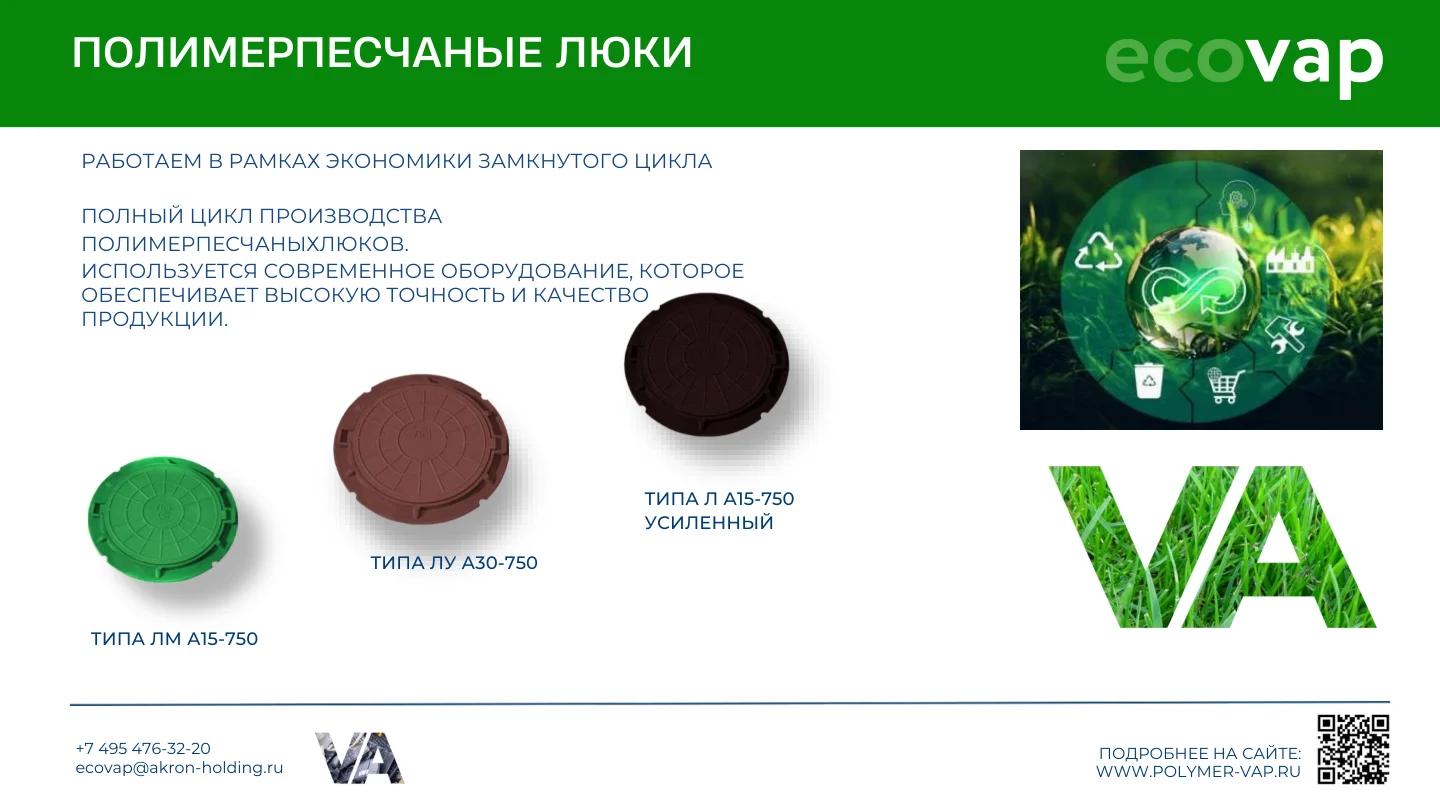 ПОЛИМЕРПЕСЧАНЫЕ ЛЮКИ
ecovap
РАБОТАЕМ В РАМКАХ ЭКОНОМИКИ ЗАМКНУТОГО ЦИКЛА
ПОЛНЫЙ ЦИКЛ ПРОИЗВОДСТВА
ПОЛИМЕРПЕСЧАНЫХЛЮКОВ.
ИСПОЛЬЗУЕТСЯ СОВРЕМЕННОЕ ОБОРУДОВАНИЕ, КОТОРОЕ
ОБЕСПЕЧИВАЕТ ВЫСОКУЮ ТОЧНОСТЬ И КАЧЕСТВО
ПРОДУКЦИИ.
ТИПА Л А15-750
УСИЛЕННЫЙ
ТИПА ЛУ А30-750
ТИПА ЛМ А15-750
VA
+7 495 476-32-20
ecovap@akron-holding.ru
VA
ПОДРОБНЕЕ НА САЙТЕ:
WWW.POLYMER-VAP.RU